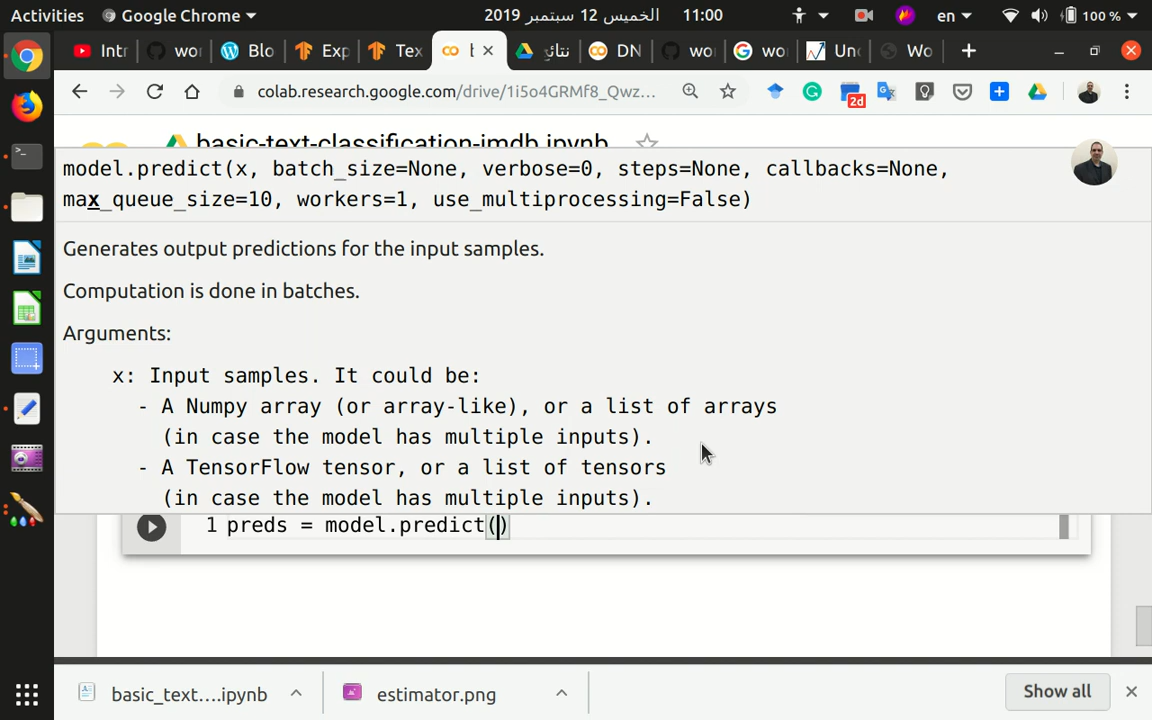 Activities Google Chrome 2019 الخميس 12 سبتمبر 11:00 en 100 %
Intr wor Blo Exp Tex t نتائج DN wor wo Un Wo
colab.research.google.com/drive/1i5o4GRMf8_Qwz... 2d
basic-text-classification-imdb.ipynb
model.predict(x, batch_size=None, verbose=0, steps=None, callbacks=None,
max_queue_size=10, workers=1, use_multiprocessing=False)
Generates output predictions for the input samples.
Computation is done in batches.
Arguments:
x: Input samples. It could be:
- A Numpy array (or array-like), or a list of arrays
(in case the model has multiple inputs).
- A TensorFlow tensor, or a list of tensors
(in case the model has multiple inputs).
1 preds = model.predict()
basic_text....ipynb estimator.png Show all